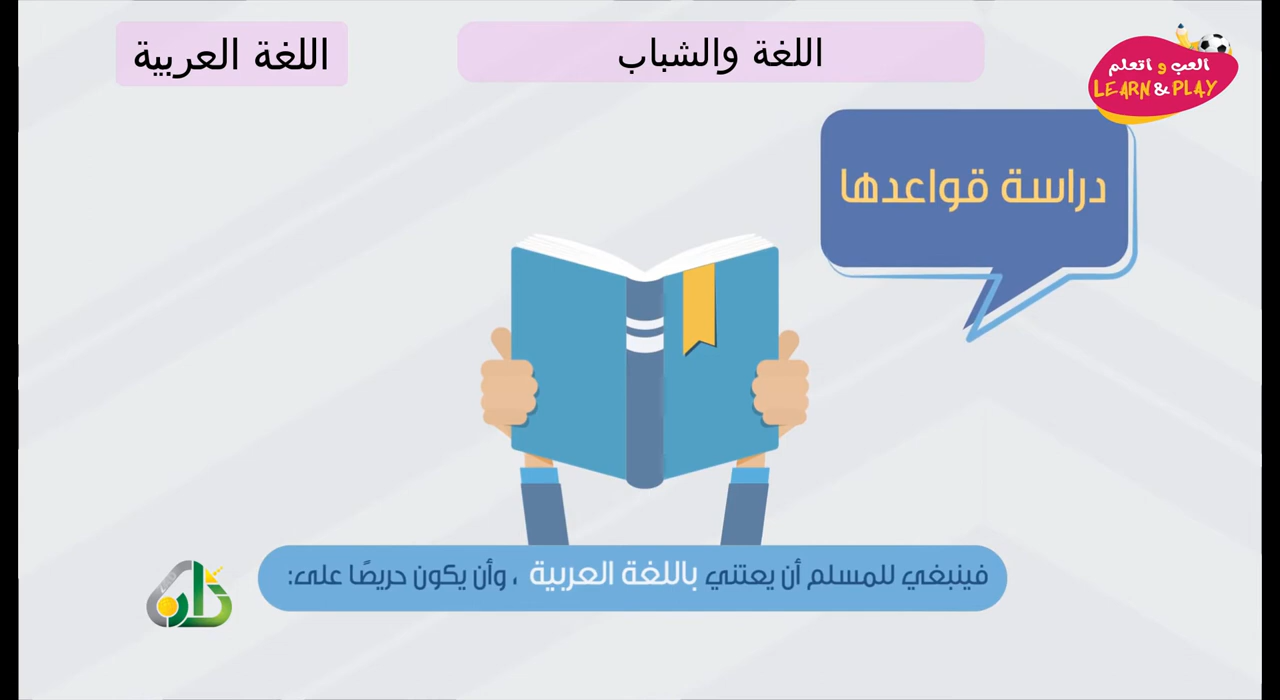 اللغة والشباب
اللغة العربية
العب و اتعلم
LEARN & PLAY
دراسة قواعدها
فينبغي للمسلم أن يعتني باللغة العربية ، وأن يكون حريصًا على: